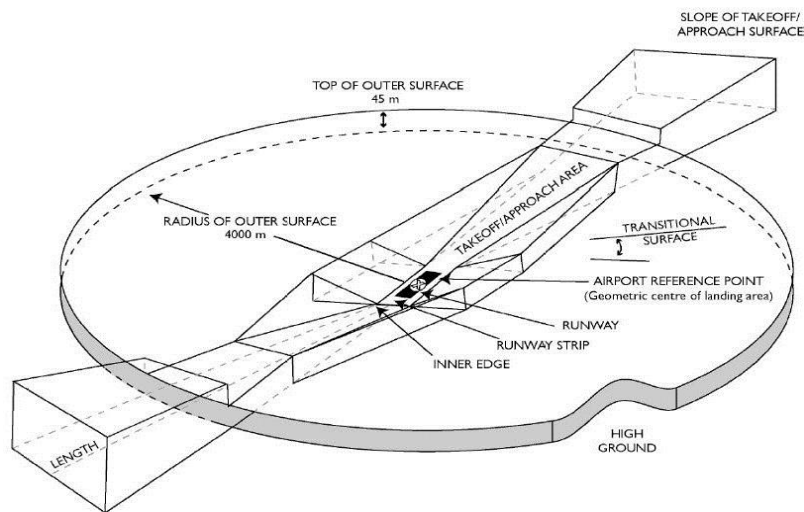 SLOPE OF TAKEOFF/
APPROACH SURFACE
TOP OF OUTER SURFACE
45 m
RADIUS OF OUTER SURFACE
4000 m
TAKEOFF/APPROACH AREA
TRANSITIONAL
SURFACE
AIRPORT REFERENCE POINT
(Geometric centre of landing area)
RUNWAY
RUNWAY STRIP
INNER EDGE
LENGTH
HIGH
GROUND